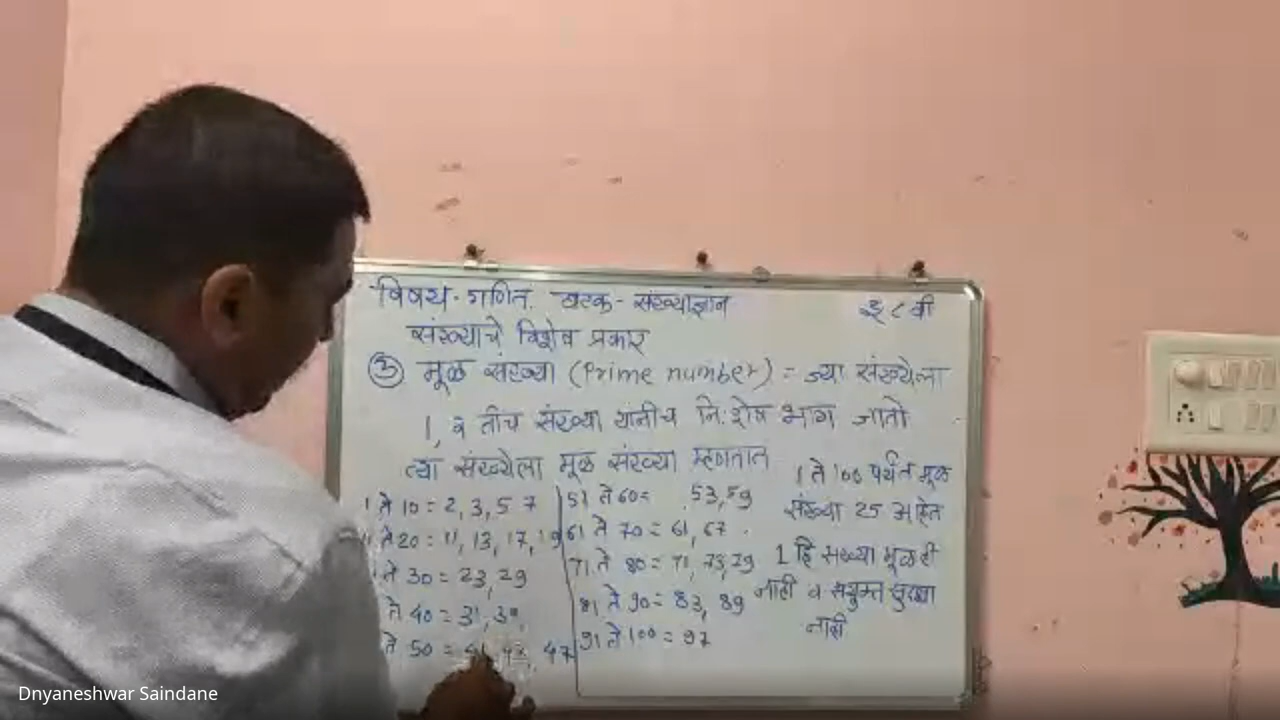 विषय - गणित. घटक - संख्याज्ञान इ ८ वी
संख्याचे विशेष प्रकार
③ मूळ संख्या (Prime number) = ज्या संख्येला
1, व तीच संख्या यांनीच नि:शेष भाग जातो
त्या संख्येला मूळ संख्या म्हणतात
1 ते 10 = 2, 3, 5 7
ते 20 = 11, 13, 17, 19
ते 30 = 23, 29
ते 40 = 31,
ते 50 = 41, 43, 47
51 ते 60 = 53, 59
61 ते 70 = 61, 67
71 ते 80 = 71, 73, 79
81 ते 90 = 83, 89
91 ते 100 = 97
1 ते 100 पर्यंत मूळ
संख्या 25 आहेत
1 हि संख्या मूळ ही
नाही व संयुक्त सुद्धा
नाही
Dnyaneshwar Saindane